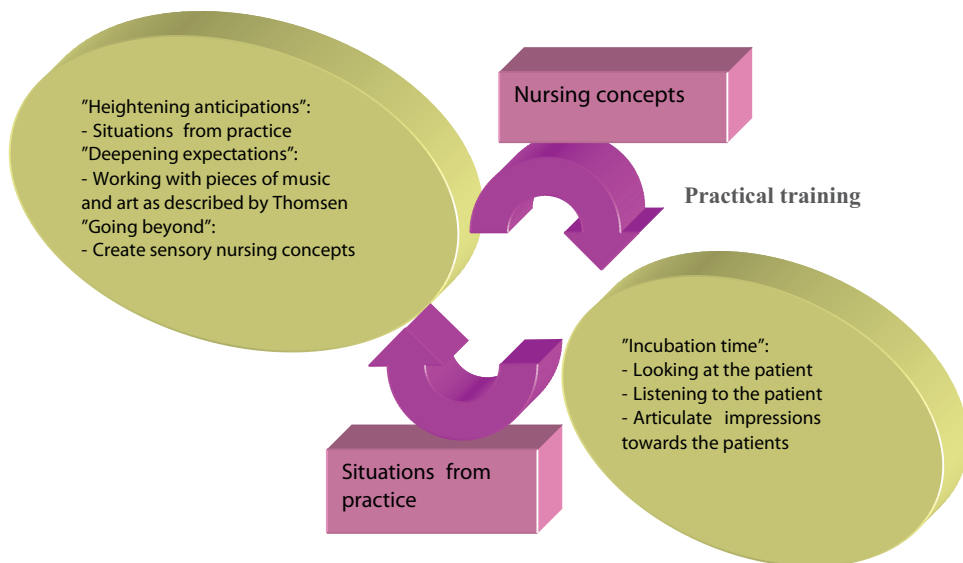 ”Heightening anticipations”:
- Situations from practice
”Deepening expectations”:
- Working with pieces of music
and art as described by Thomsen
”Going beyond”:
- Create sensory nursing concepts
Nursing concepts
Practical training
”Incubation time”:
- Looking at the patient
- Listening to the patient
- Articulate impressions
towards the patients
Situations from
practice